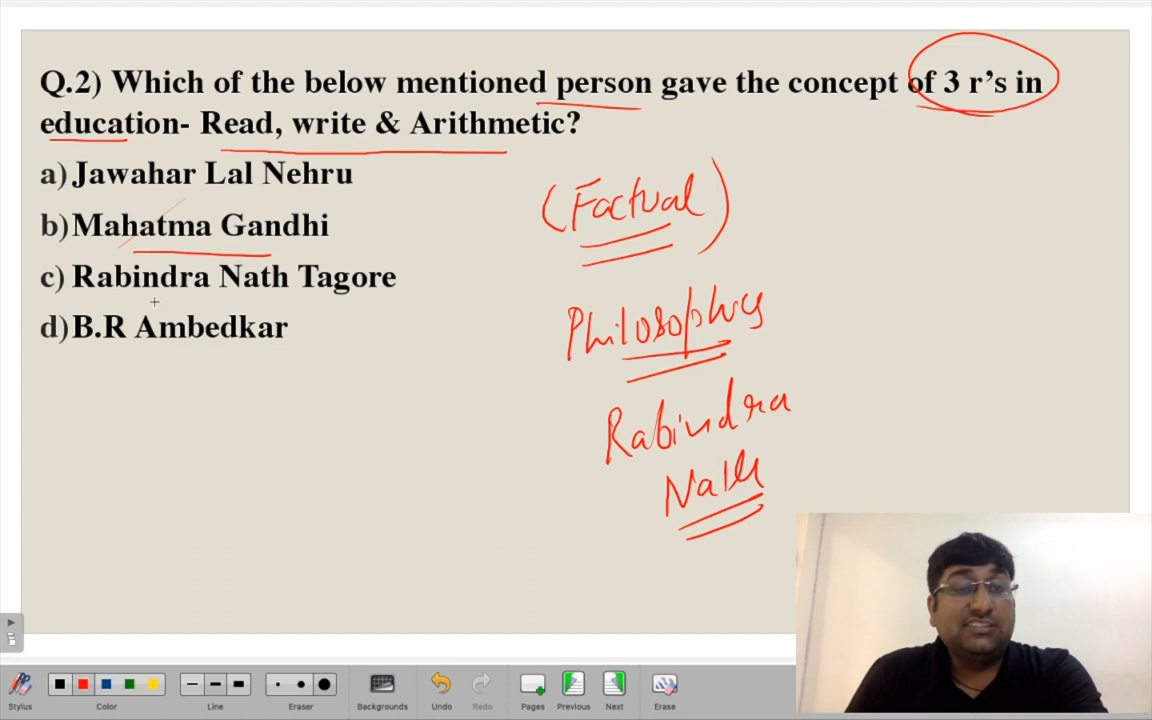 Q.2) Which of the below mentioned person gave the concept of 3 r’s in
education- Read, write & Arithmetic?
a) Jawahar Lal Nehru
b) Mahatma Gandhi
c) Rabindra Nath Tagore
d) B.R Ambedkar
(Factual)
Philosophy
Rabindra
Nath
Stylus
Color
Line
Eraser
Backgrounds
Undo
Redo
Pages
Previous
Next
Erase